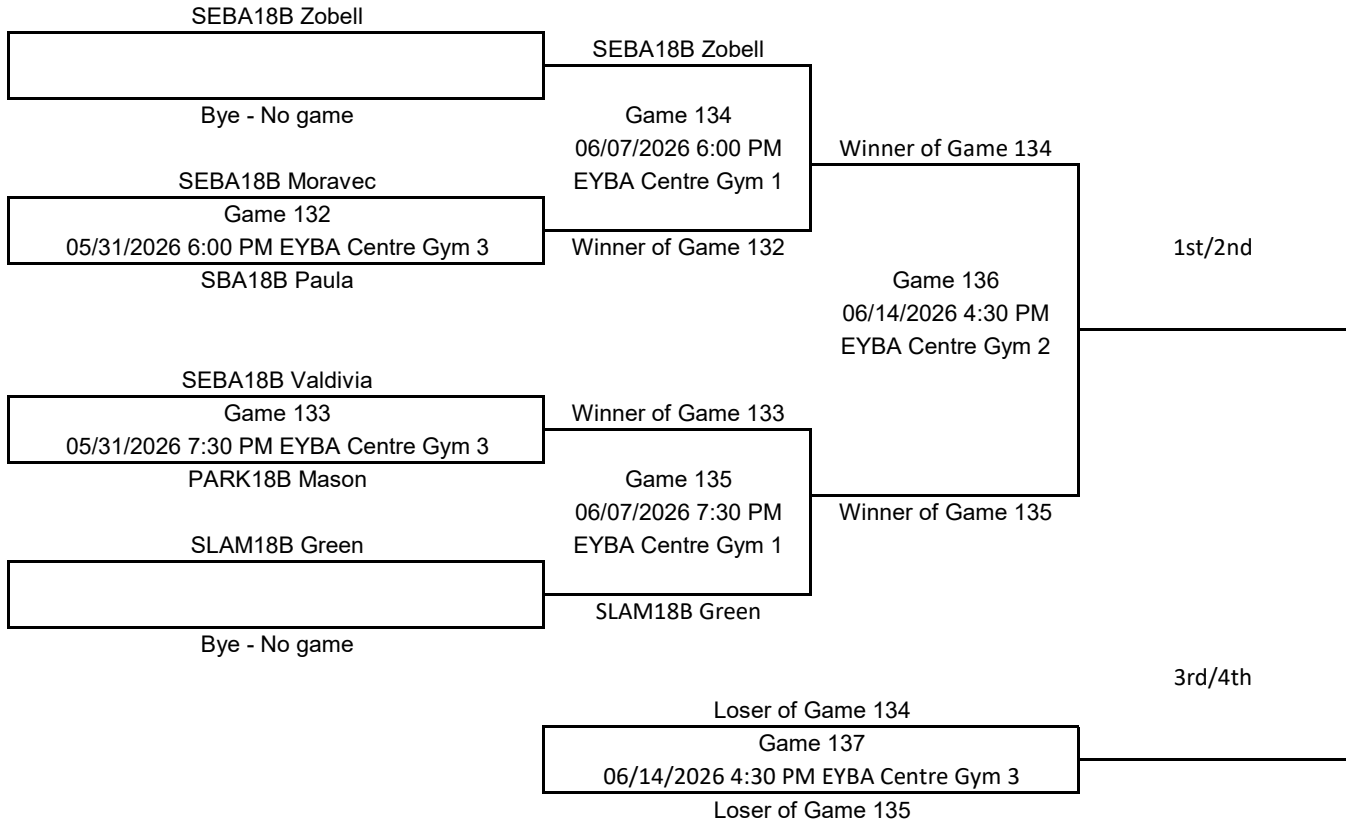 SEBA18B Zobell
Bye - No game
SEBA18B Moravec
Game 132
05/31/2026 6:00 PM EYBA Centre Gym 3
SBA18B Paula
SEBA18B Valdivia
Game 133
05/31/2026 7:30 PM EYBA Centre Gym 3
PARK18B Mason
SLAM18B Green
Bye - No game
SEBA18B Zobell
Game 134
06/07/2026 6:00 PM
EYBA Centre Gym 1
Winner of Game 132
Winner of Game 133
Game 135
06/07/2026 7:30 PM
EYBA Centre Gym 1
SLAM18B Green
Winner of Game 134
Game 136
06/14/2026 4:30 PM
EYBA Centre Gym 2
Winner of Game 135
1st/2nd
Loser of Game 134
Game 137
06/14/2026 4:30 PM EYBA Centre Gym 3
Loser of Game 135
3rd/4th